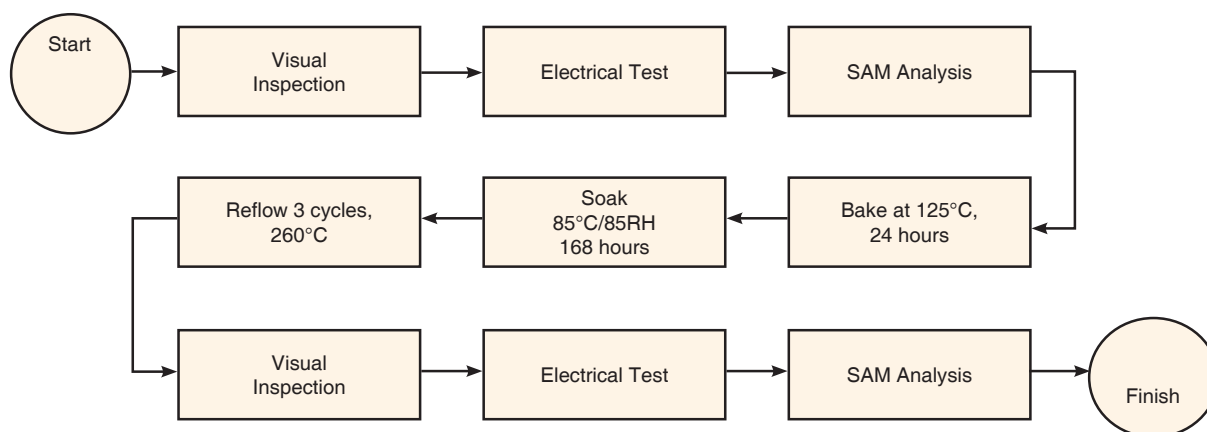 Start
Visual
Inspection
Electrical Test
SAM Analysis
Bake at 125°C,
24 hours
Soak
85°C/85RH
168 hours
Reflow 3 cycles,
260°C
Visual
Inspection
Electrical Test
SAM Analysis
Finish